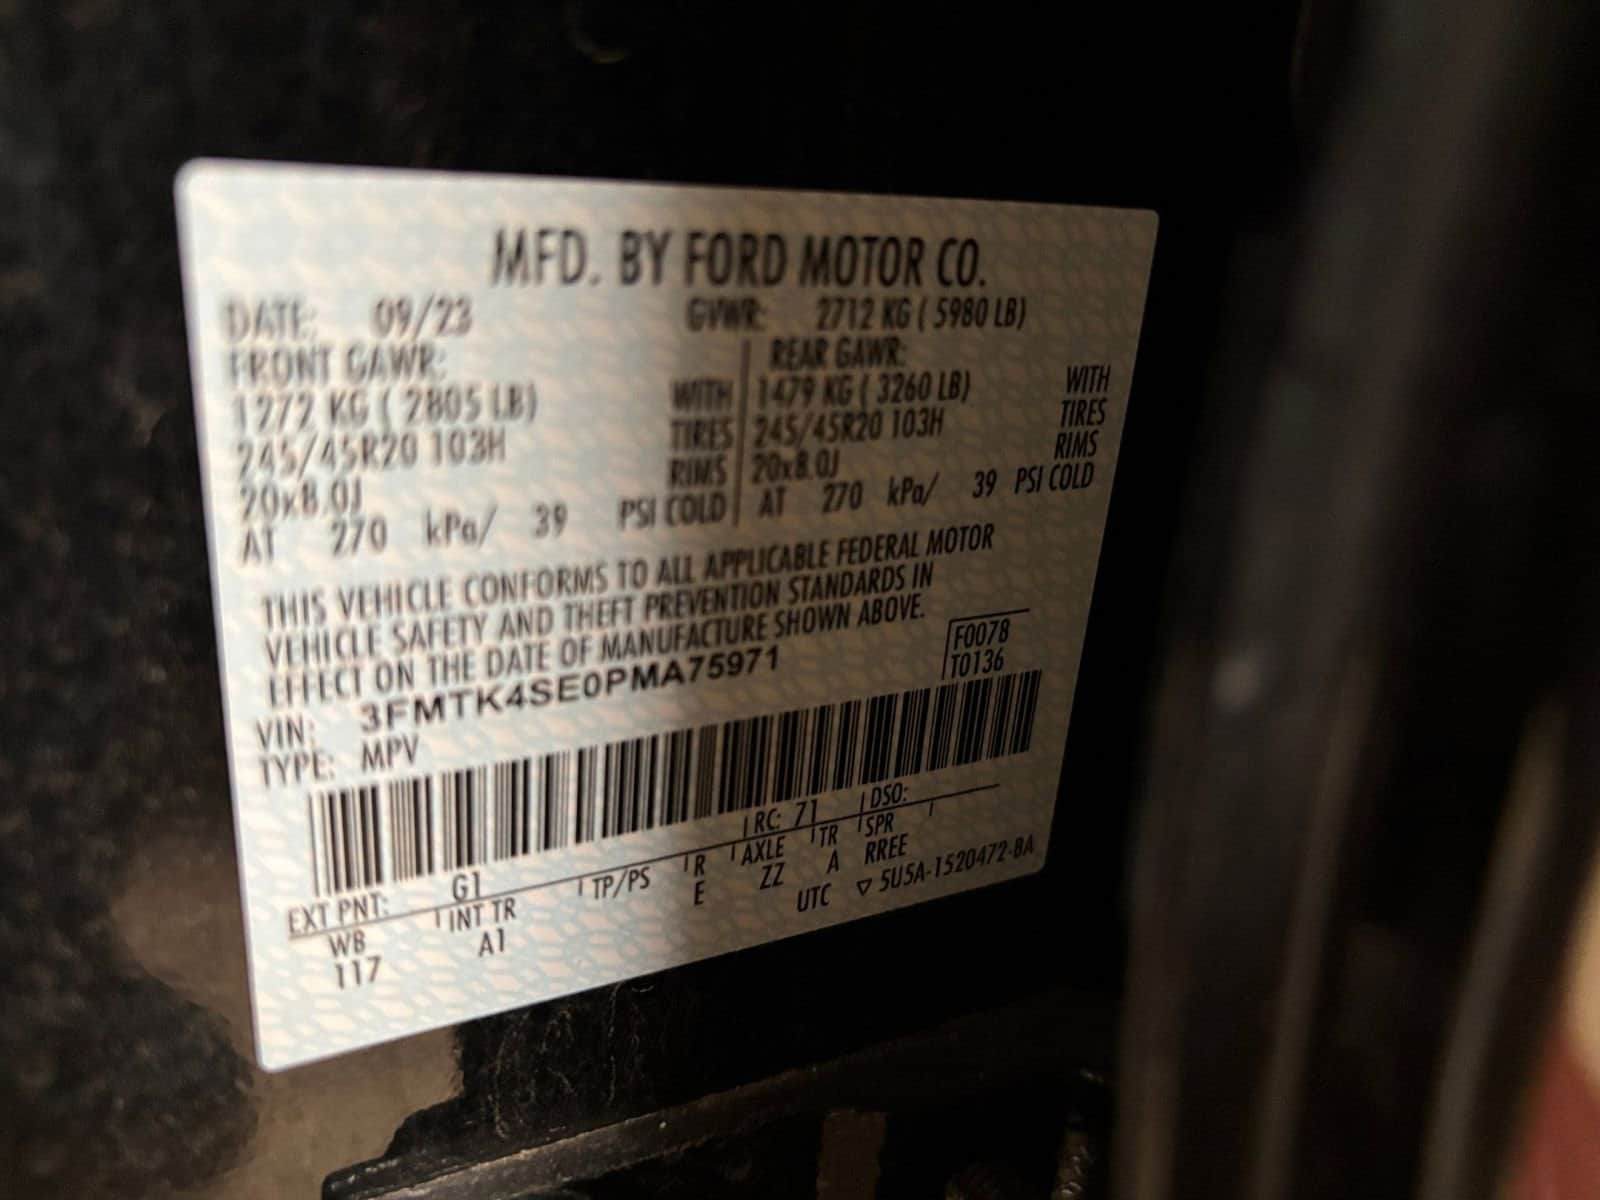 MFD. BY FORD MOTOR CO.
DATE: 09/23 GVWR: 2712 KG ( 5980 LB)
FRONT GAWR: REAR GAWR:
1272 KG ( 2805 LB) WITH 1479 KG ( 3260 LB) WITH
245/45R20 103H TIRES 245/45R20 103H TIRES
20x8.0J RIMS 20x8.0J RIMS
AT 270 kPa/ 39 PSI COLD AT 270 kPa/ 39 PSI COLD
THIS VEHICLE CONFORMS TO ALL APPLICABLE FEDERAL MOTOR
VEHICLE SAFETY AND THEFT PREVENTION STANDARDS IN
EFFECT ON THE DATE OF MANUFACTURE SHOWN ABOVE.
F0078
VIN: 3FMTK4SE0PMA75971 T0136
TYPE: MPV
EXT PNT: G1 RC: 71 DSO:
WB INT TR TP/PS R AXLE TR SPR
117 A1 E ZZ A RREE
UTC ▽ 5U5A-1520472-BA